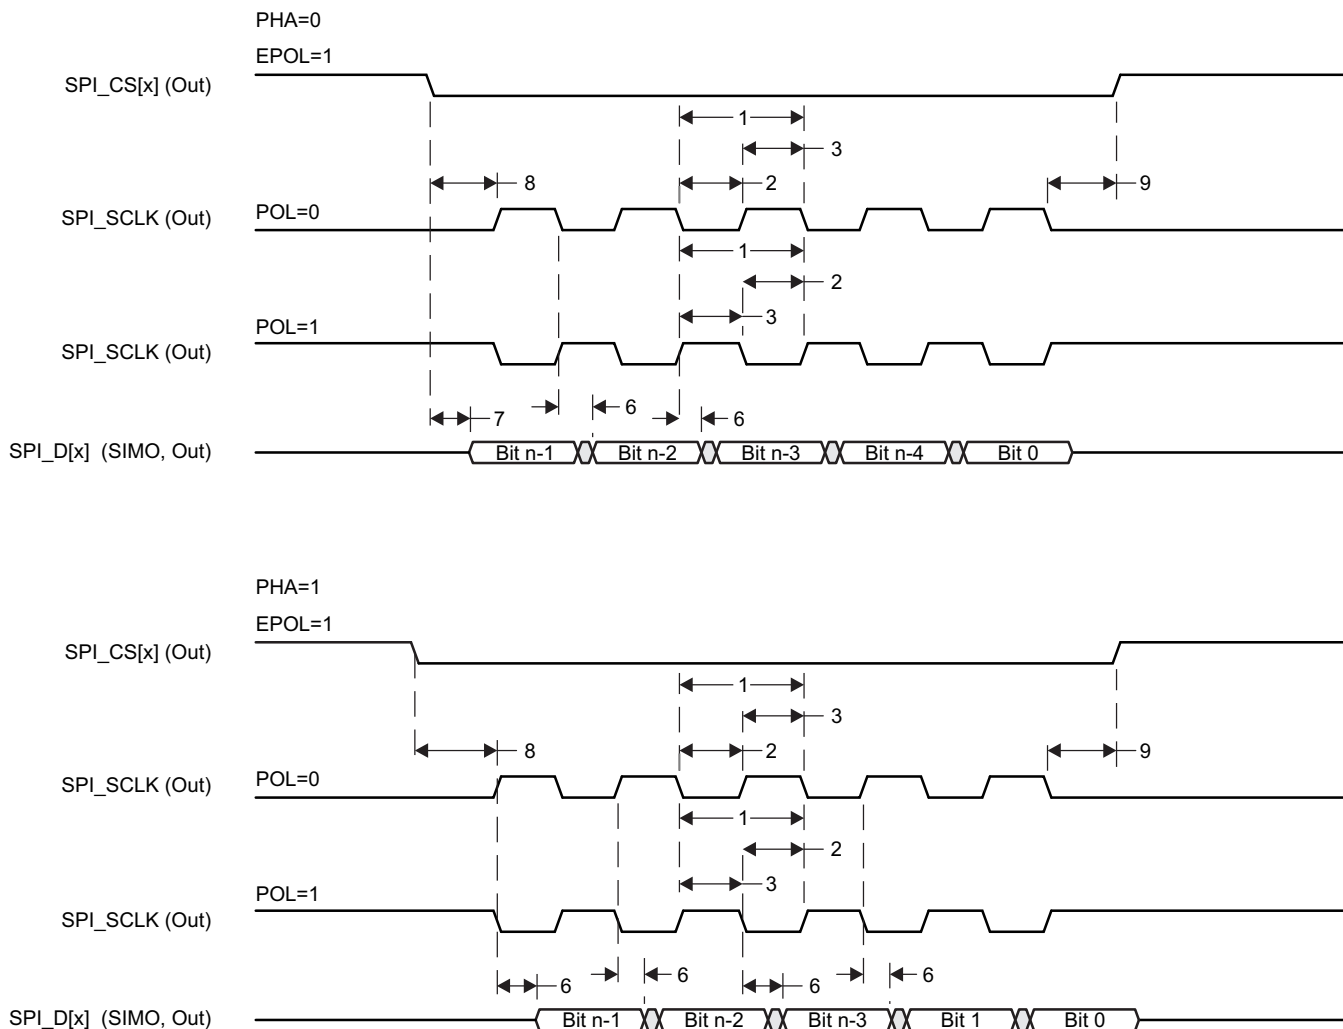 PHA=0
EPOL=1
SPI_CS[x] (Out)
1
3
8
2
9
SPI_SCLK (Out)
POL=0
1
2
3
POL=1
SPI_SCLK (Out)
7
6
6
SPI_D[x] (SIMO, Out)
Bit n-1
Bit n-2
Bit n-3
Bit n-4
Bit 0
PHA=1
EPOL=1
SPI_CS[x] (Out)
1
3
8
2
9
SPI_SCLK (Out)
POL=0
1
2
3
POL=1
SPI_SCLK (Out)
6
6
6
6
SPI_D[x] (SIMO, Out)
Bit n-1
Bit n-2
Bit n-3
Bit 1
Bit 0